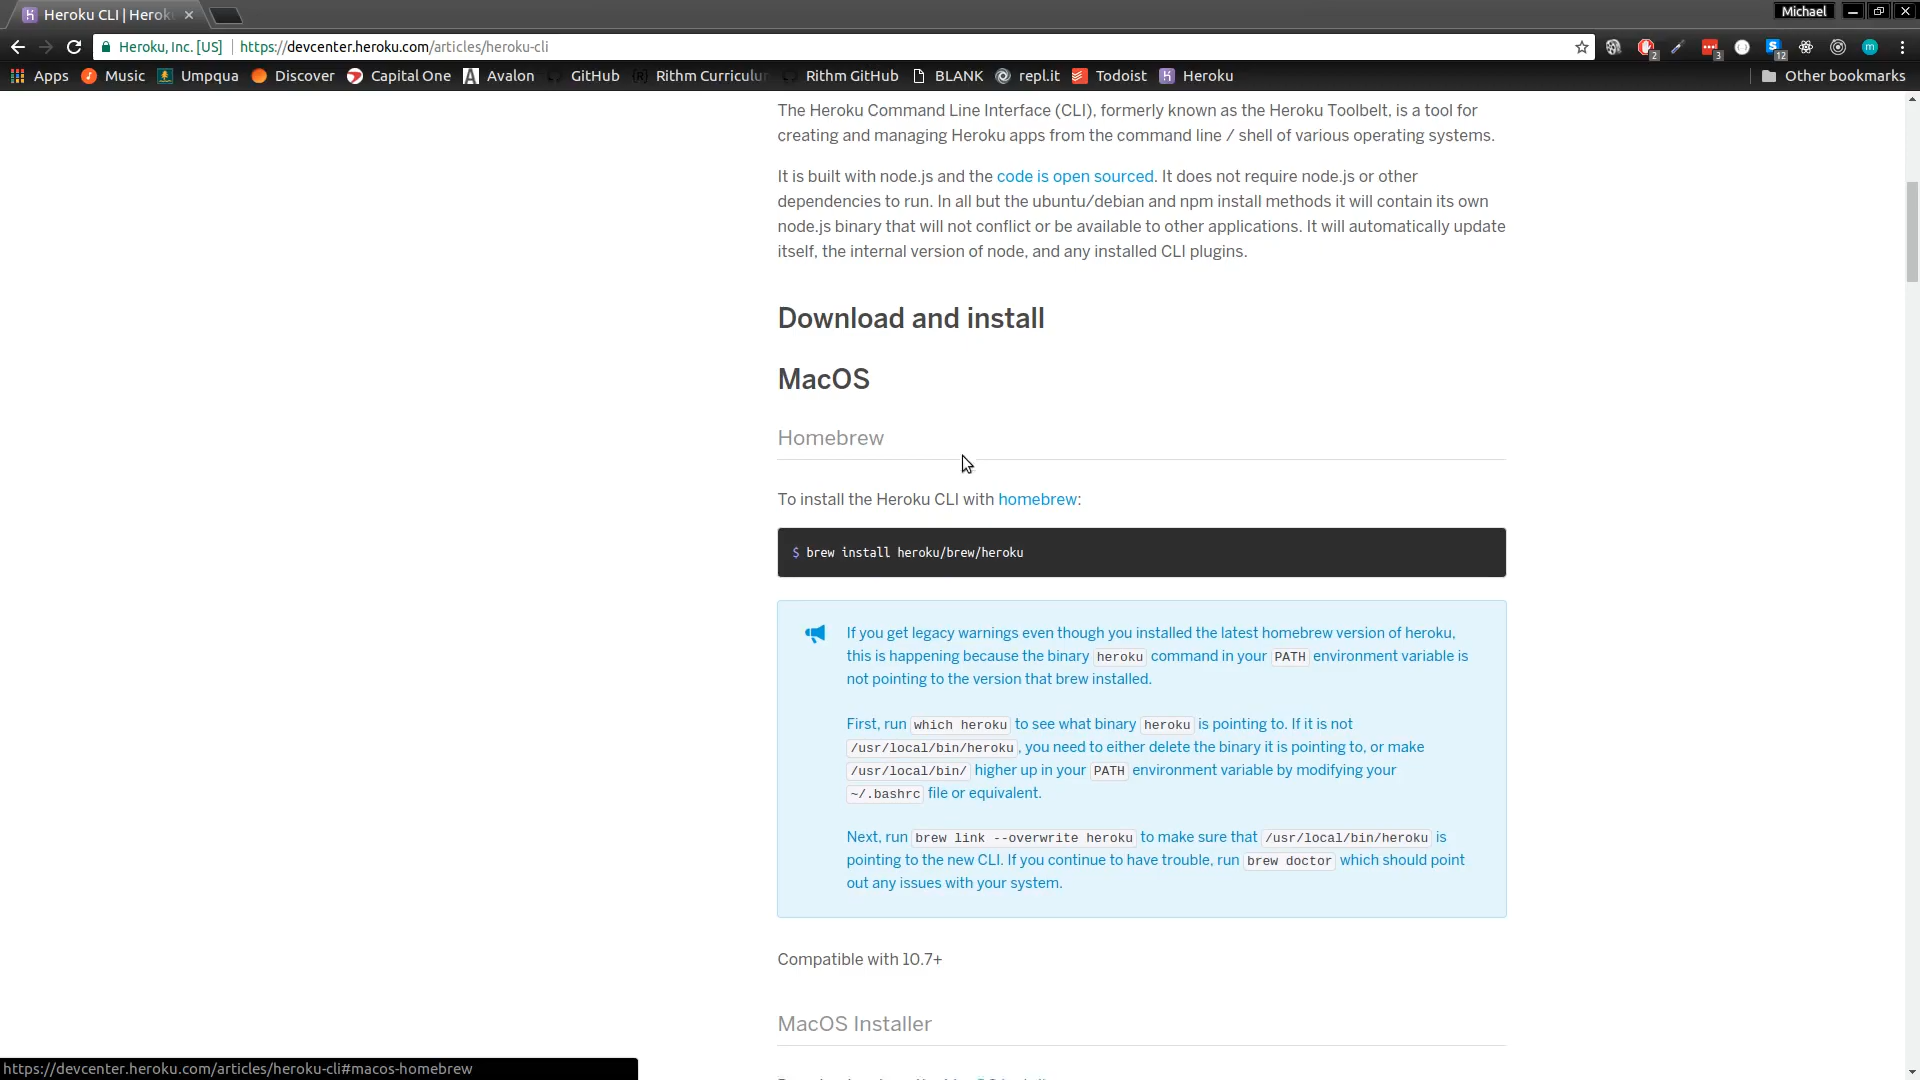 Heroku CLI | Herok
Michael
Heroku, Inc. [US]
https://devcenter.heroku.com/articles/heroku-cli
2
3
12
m
Apps Music Umpqua Discover Capital One Avalon GitHub Rithm Curriculu Rithm GitHub BLANK repl.it Todoist Heroku Other bookmarks
The Heroku Command Line Interface (CLI), formerly known as the Heroku Toolbelt, is a tool for
creating and managing Heroku apps from the command line / shell of various operating systems.
It is built with node.js and the code is open sourced. It does not require node.js or other
dependencies to run. In all but the ubuntu/debian and npm install methods it will contain its own
node.js binary that will not conflict or be available to other applications. It will automatically update
itself, the internal version of node, and any installed CLI plugins.
Download and install
MacOS
Homebrew
To install the Heroku CLI with homebrew:
$ brew install heroku/brew/heroku
If you get legacy warnings even though you installed the latest homebrew version of heroku,
this is happening because the binary heroku command in your PATH environment variable is
not pointing to the version that brew installed.
First, run which heroku to see what binary heroku is pointing to. If it is not
/usr/local/bin/heroku, you need to either delete the binary it is pointing to, or make
/usr/local/bin/ higher up in your PATH environment variable by modifying your
~/.bashrc file or equivalent.
Next, run brew link --overwrite heroku to make sure that /usr/local/bin/heroku is
pointing to the new CLI. If you continue to have trouble, run brew doctor which should point
out any issues with your system.
Compatible with 10.7+
MacOS Installer
https://devcenter.heroku.com/articles/heroku-cli#macos-homebrew